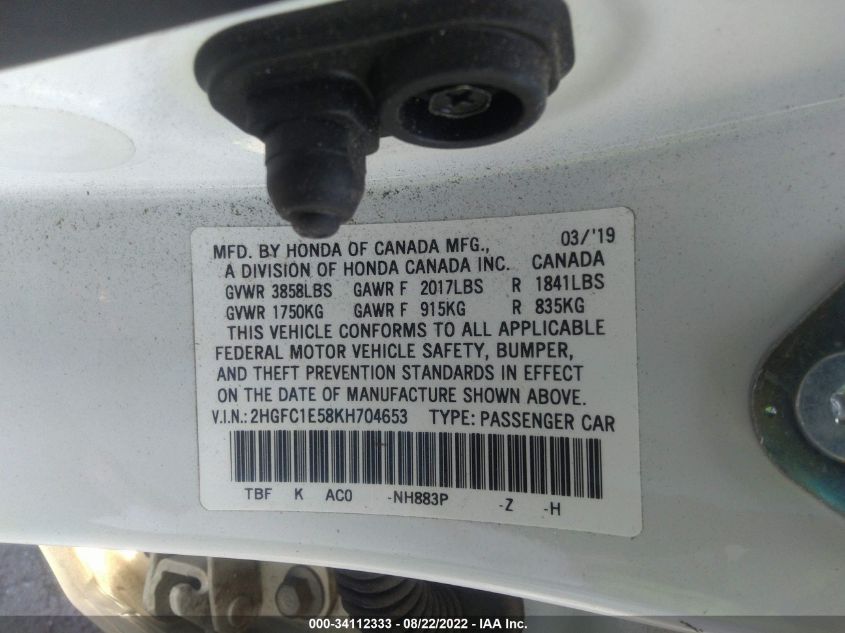 MFD. BY HONDA OF CANADA MFG., 03/'19
A DIVISION OF HONDA CANADA INC. CANADA
GVWR 3858LBS GAWR F 2017LBS R 1841LBS
GVWR 1750KG GAWR F 915KG R 835KG
THIS VEHICLE CONFORMS TO ALL APPLICABLE
FEDERAL MOTOR VEHICLE SAFETY, BUMPER,
AND THEFT PREVENTION STANDARDS IN EFFECT
ON THE DATE OF MANUFACTURE SHOWN ABOVE.
V.I.N.: 2HGFC1E58KH704653 TYPE: PASSENGER CAR
TBF K AC0 -NH883P -Z -H
000-34112333 - 08/22/2022 - IAA Inc.